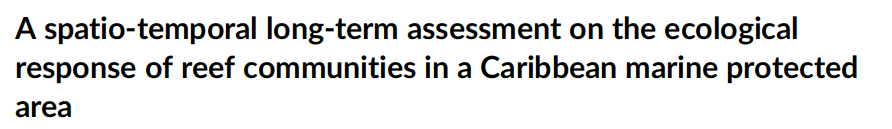 A spatio-temporal long-term assessment on the ecological
response of reef communities in a Caribbean marine protected
area